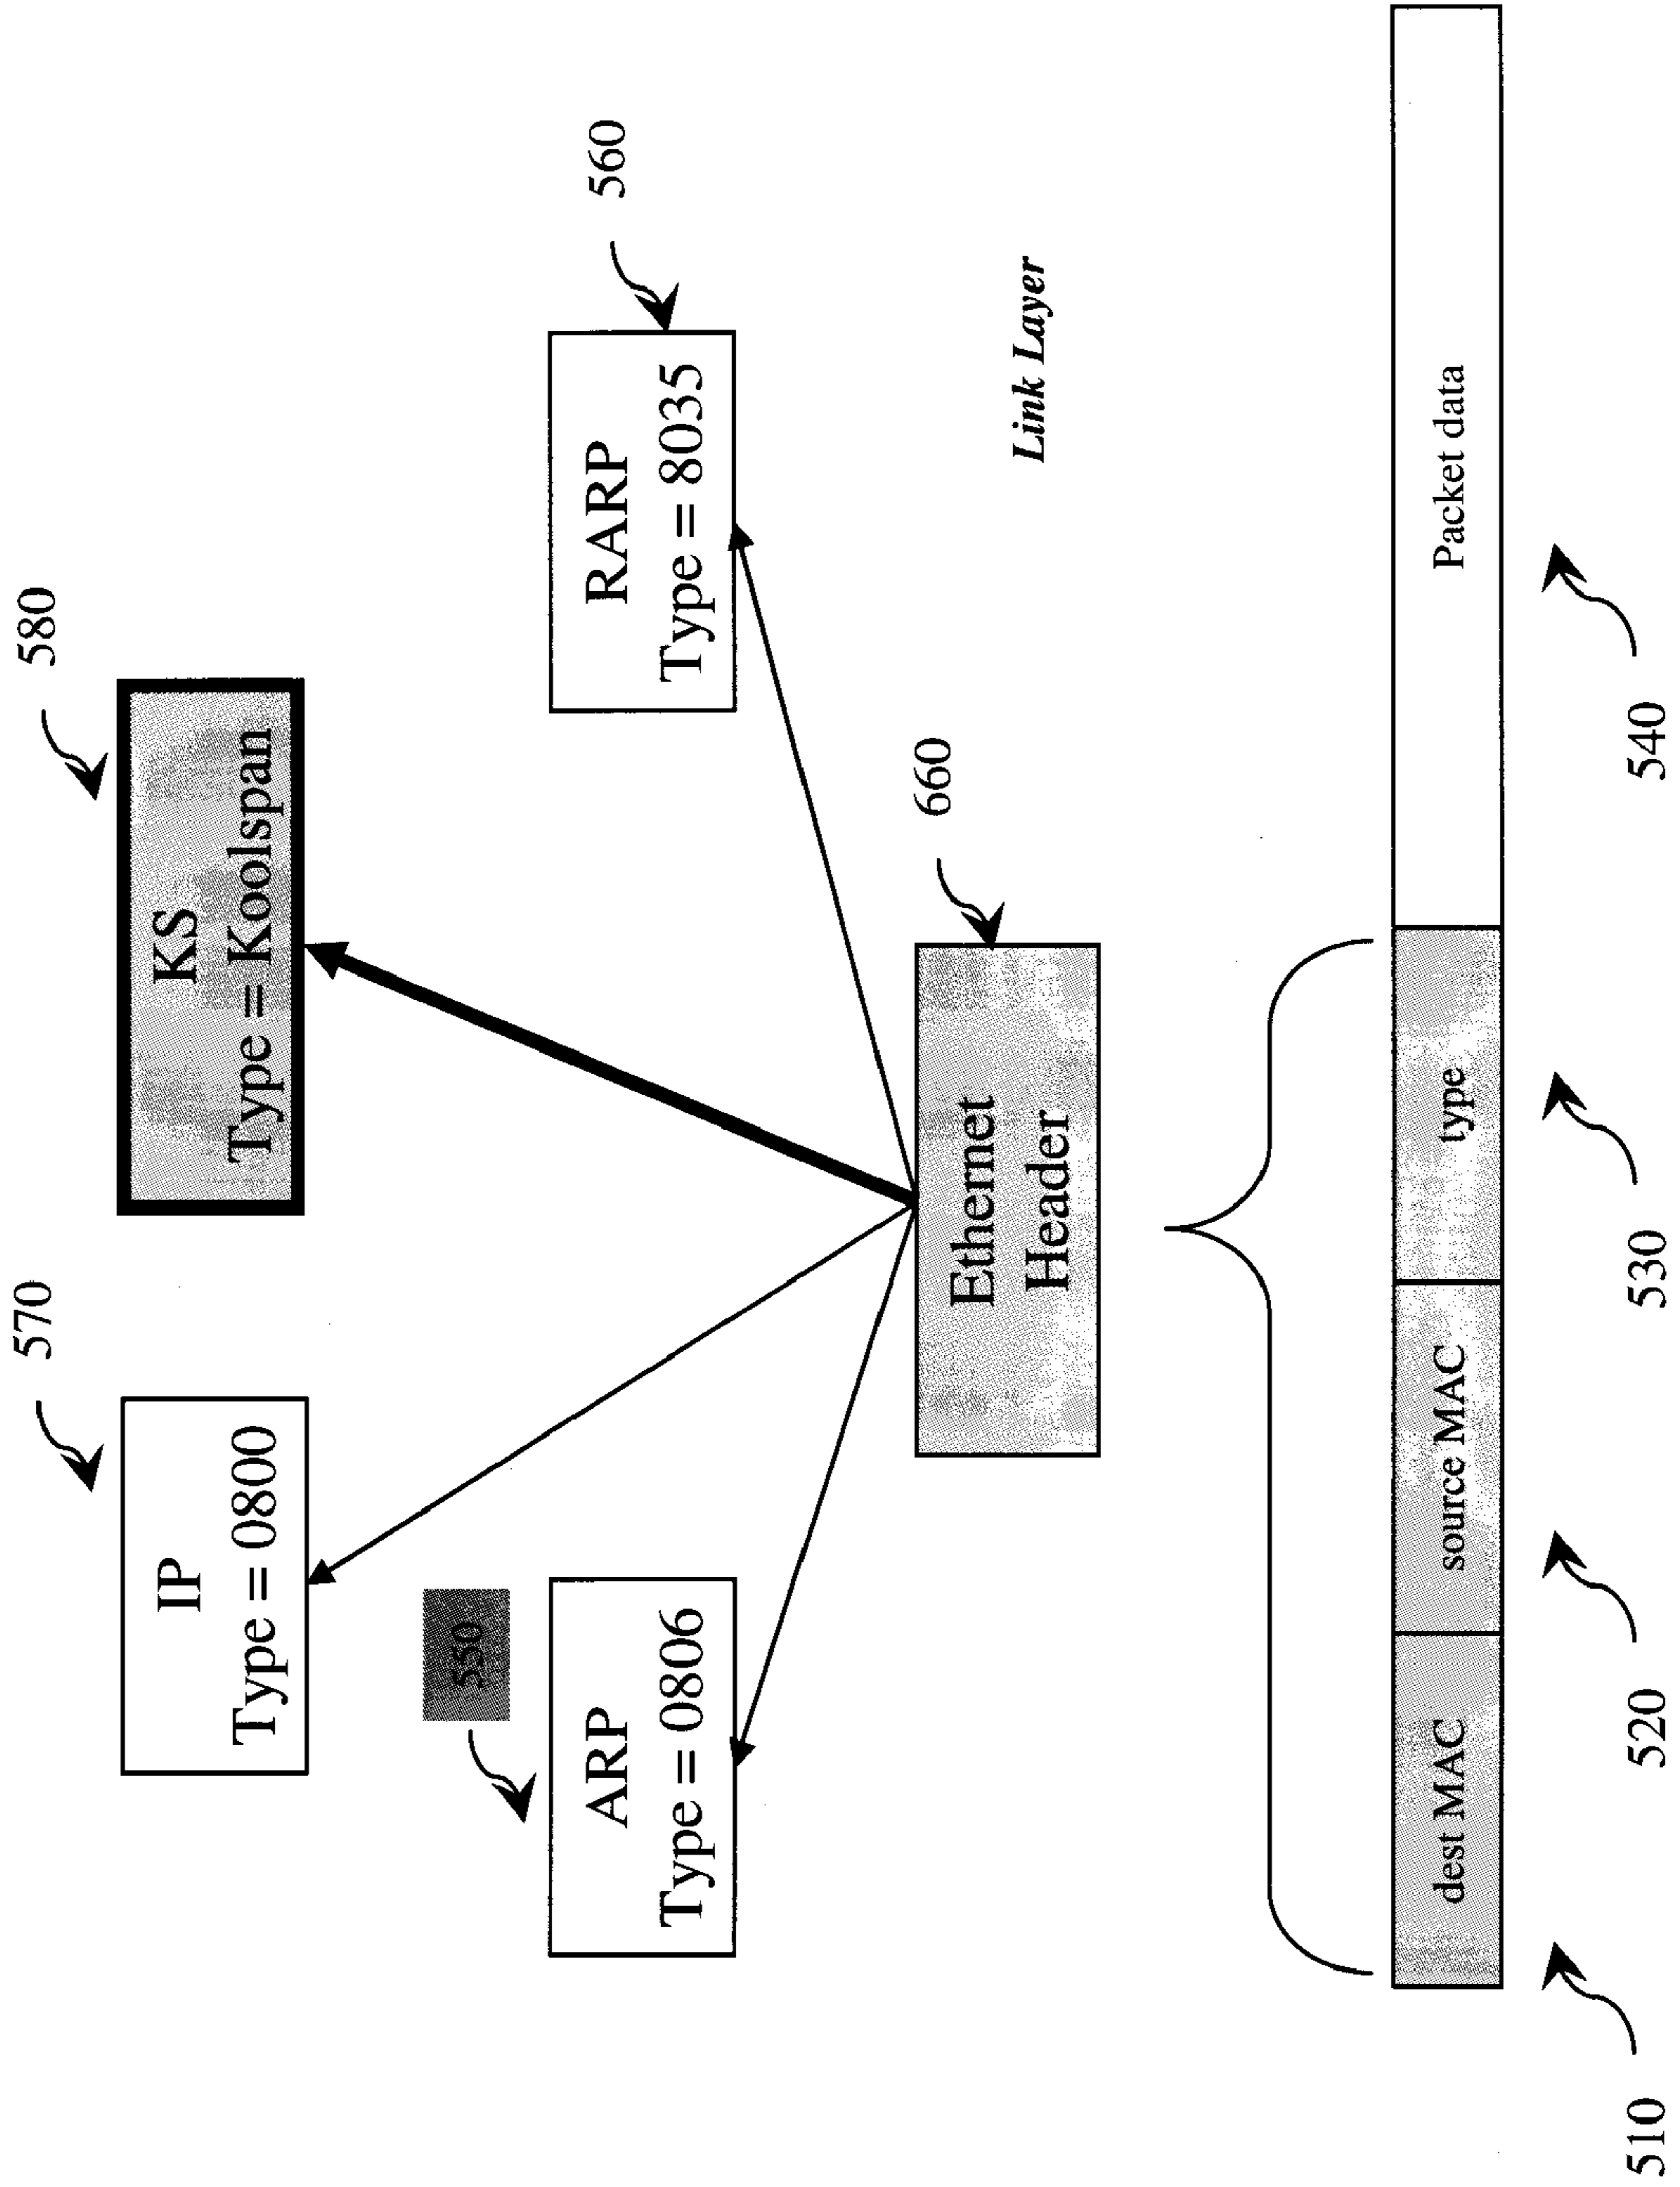 570
580
IP
Type = 0800
KS
Type = Koolspan
550
560
ARP
Type = 0806
RARP
Type = 8035
660
Ethernet
Header
Link Layer
dest MAC
source MAC
type
Packet data
510
520
530
540